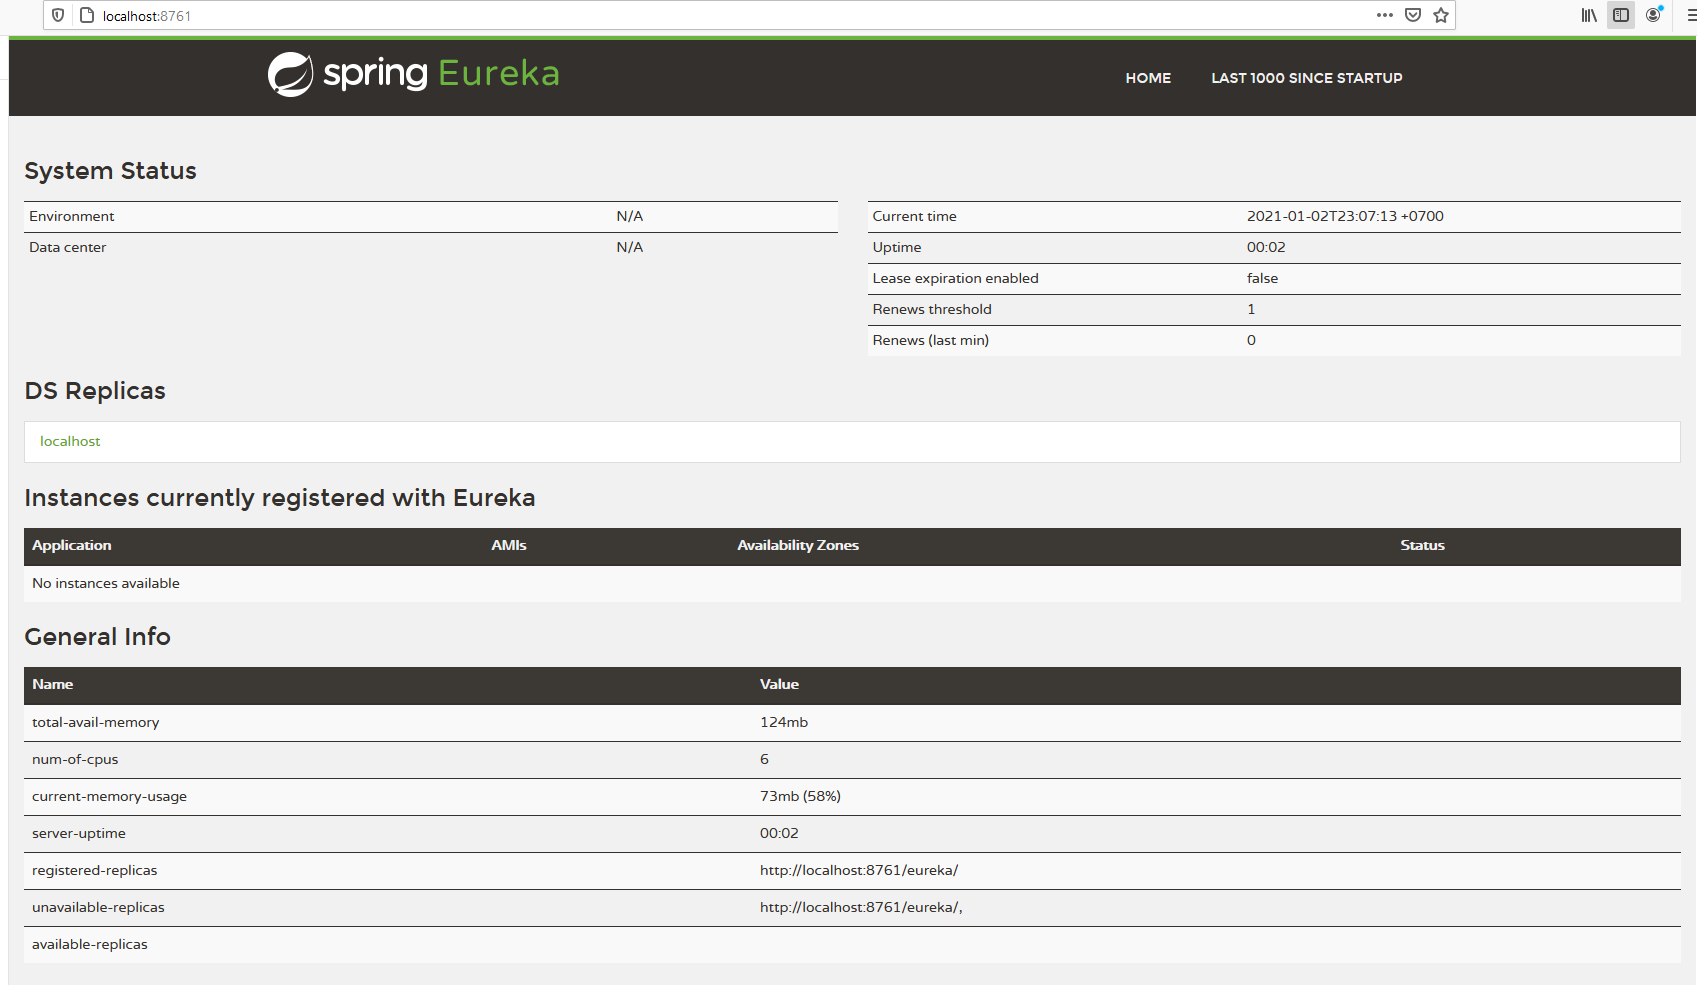 localhost:8761
spring Eureka
HOME LAST 1000 SINCE STARTUP
System Status
Environment N/A
Data center N/A
Current time 2021-01-02T23:07:13 +0700
Uptime 00:02
Lease expiration enabled false
Renews threshold 1
Renews (last min) 0
DS Replicas
localhost
Instances currently registered with Eureka
Application AMIs Availability Zones Status
No instances available
General Info
Name Value
total-avail-memory 124mb
num-of-cpus 6
current-memory-usage 73mb (58%)
server-uptime 00:02
registered-replicas http://localhost:8761/eureka/
unavailable-replicas http://localhost:8761/eureka/,
available-replicas